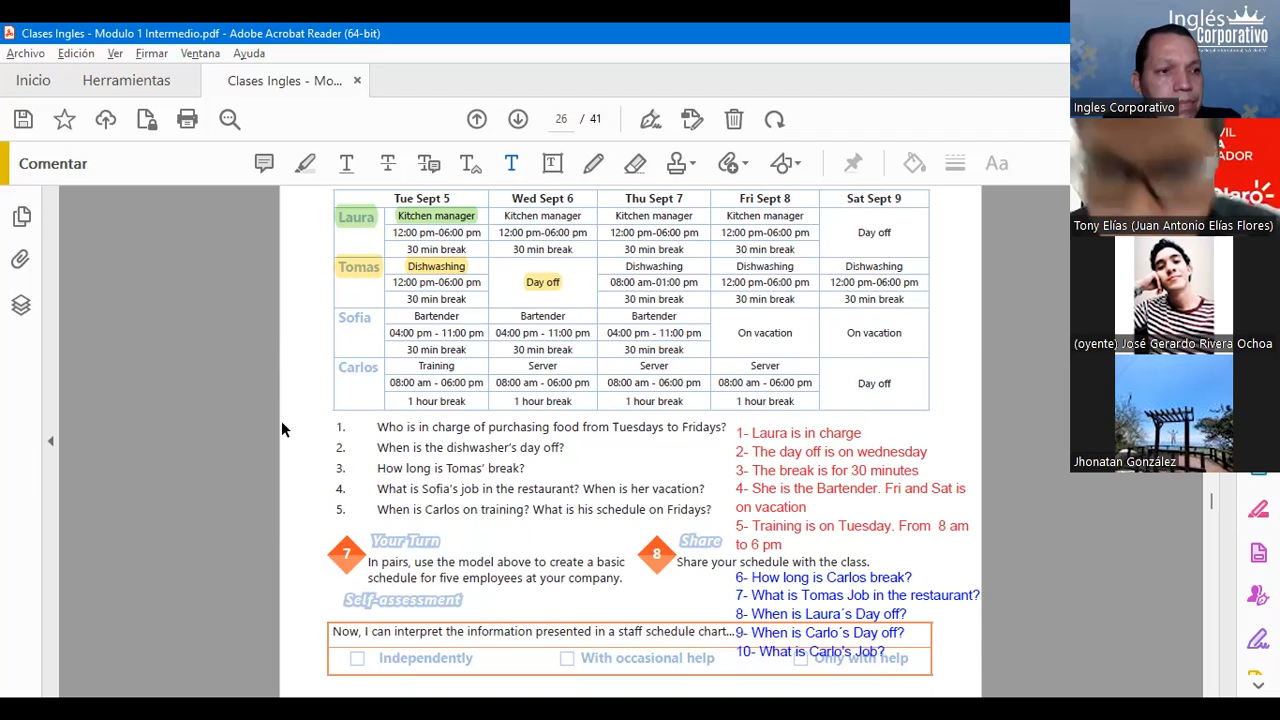 Clases Ingles - Modulo 1 Intermedio.pdf - Adobe Acrobat Reader (64-bit)
Archivo Edición Ver Firmar Ventana Ayuda
Inicio Herramientas Clases Ingles - Mo... ×
26 / 41
Comentar
Tue Sept 5 Wed Sept 6 Thu Sept 7 Fri Sept 8 Sat Sept 9
Laura Kitchen manager Kitchen manager Kitchen manager Kitchen manager
12:00 pm-06:00 pm 12:00 pm-06:00 pm 12:00 pm-06:00 pm 12:00 pm-06:00 pm Day off
30 min break 30 min break 30 min break 30 min break
Tomas Dishwashing Dishwashing Dishwashing Dishwashing
12:00 pm-06:00 pm Day off 08:00 am-01:00 pm 12:00 pm-06:00 pm 12:00 pm-06:00 pm
30 min break 30 min break 30 min break 30 min break
Sofia Bartender Bartender Bartender
04:00 pm - 11:00 pm 04:00 pm - 11:00 pm 04:00 pm - 11:00 pm On vacation On vacation
30 min break 30 min break 30 min break
Carlos Training Server Server Server
08:00 am - 06:00 pm 08:00 am - 06:00 pm 08:00 am - 06:00 pm 08:00 am - 06:00 pm Day off
1 hour break 1 hour break 1 hour break 1 hour break
1. Who is in charge of purchasing food from Tuesdays to Fridays?
2. When is the dishwasher's day off?
3. How long is Tomas' break?
4. What is Sofia's job in the restaurant? When is her vacation?
5. When is Carlos on training? What is his schedule on Fridays?
1- Laura is in charge
2- The day off is on wednesday
3- The break is for 30 minutes
4- She is the Bartender. Fri and Sat is
on vacation
5- Training is on Tuesday. From 8 am
to 6 pm
7 Your Turn
In pairs, use the model above to create a basic
schedule for five employees at your company.
8 Share
Share your schedule with the class.
6- How long is Carlos break?
7- What is Tomas Job in the restaurant?
8- When is Laura´s Day off?
9- When is Carlo´s Day off?
10- What is Carlo's Job?
Self-assessment
Now, I can interpret the information presented in a staff schedule chart...
Independently With occasional help Only with help
Inglés
Corporativo
Ingles Corporativo
Claro
Tony Elías (Juan Antonio Elías Flores)
(oyente) José Gerardo Rivera Ochoa
Jhonatan González